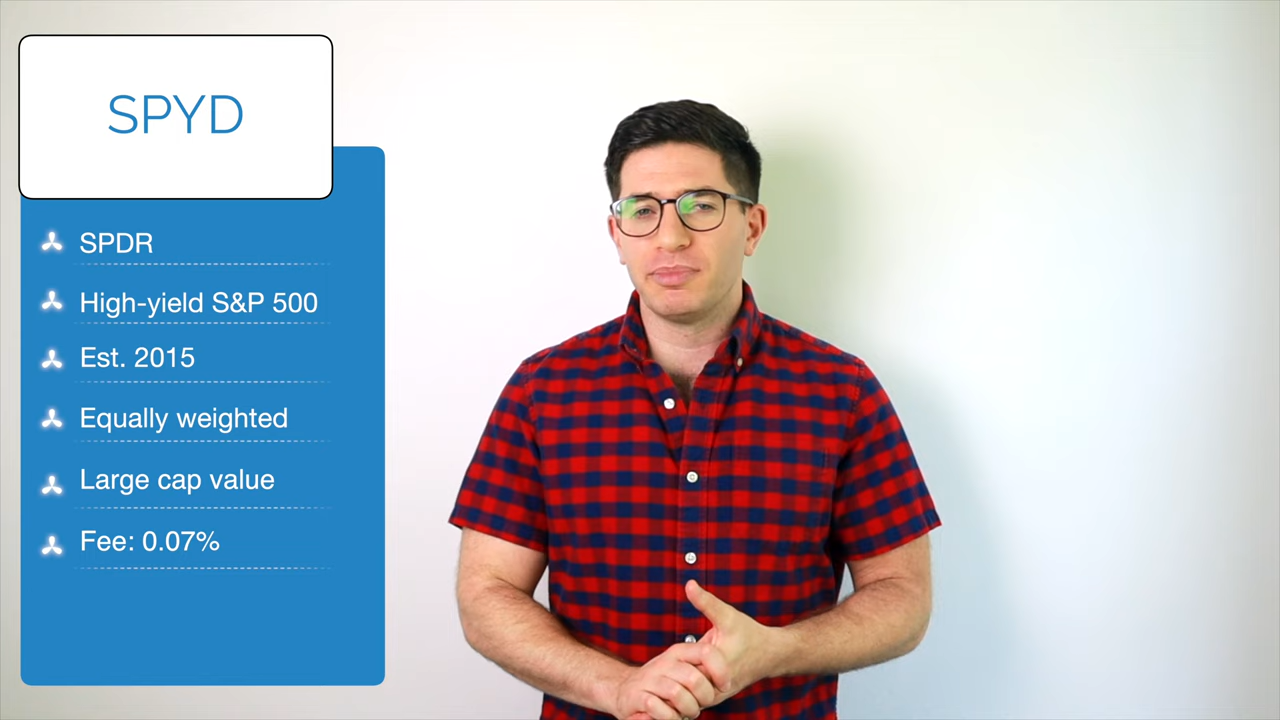 SPYD
SPDR
High-yield S&P 500
Est. 2015
Equally weighted
Large cap value
Fee: 0.07%